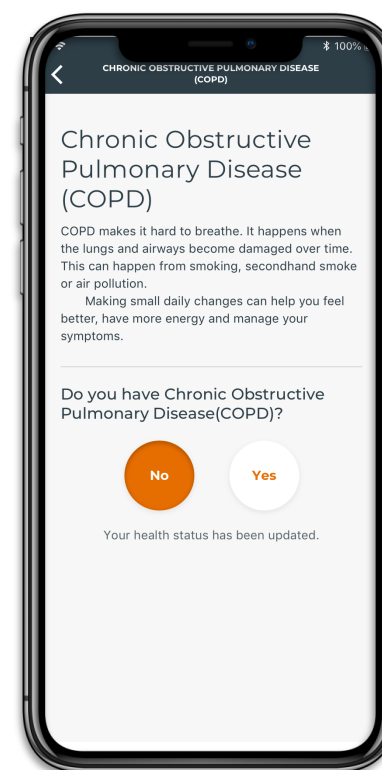 100%
CHRONIC OBSTRUCTIVE PULMONARY DISEASE
(COPD)
Chronic Obstructive
Pulmonary Disease
(COPD)
COPD makes it hard to breathe. It happens when
the lungs and airways become damaged over time.
This can happen from smoking, secondhand smoke
or air pollution.
Making small daily changes can help you feel
better, have more energy and manage your
symptoms.
Do you have Chronic Obstructive
Pulmonary Disease(COPD)?
No Yes
Your health status has been updated.